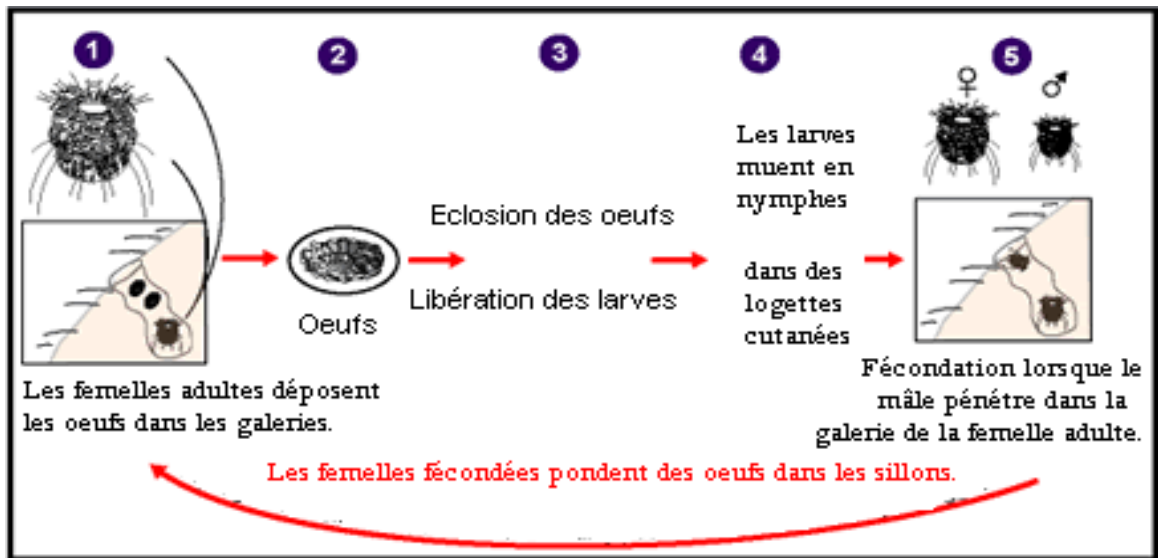 1
2
3
4
5
♀
♂
Les femelles adultes déposent
les oeufs dans les galeries.
Oeufs
Eclosion des oeufs
Libération des larves
Les larves
muent en
nymphes
dans des
logettes
cutanées
Fécondation lorsque le
mâle pénétre dans la
galerie de la femelle adulte.
Les femelles fécondées pondent des oeufs dans les sillons.